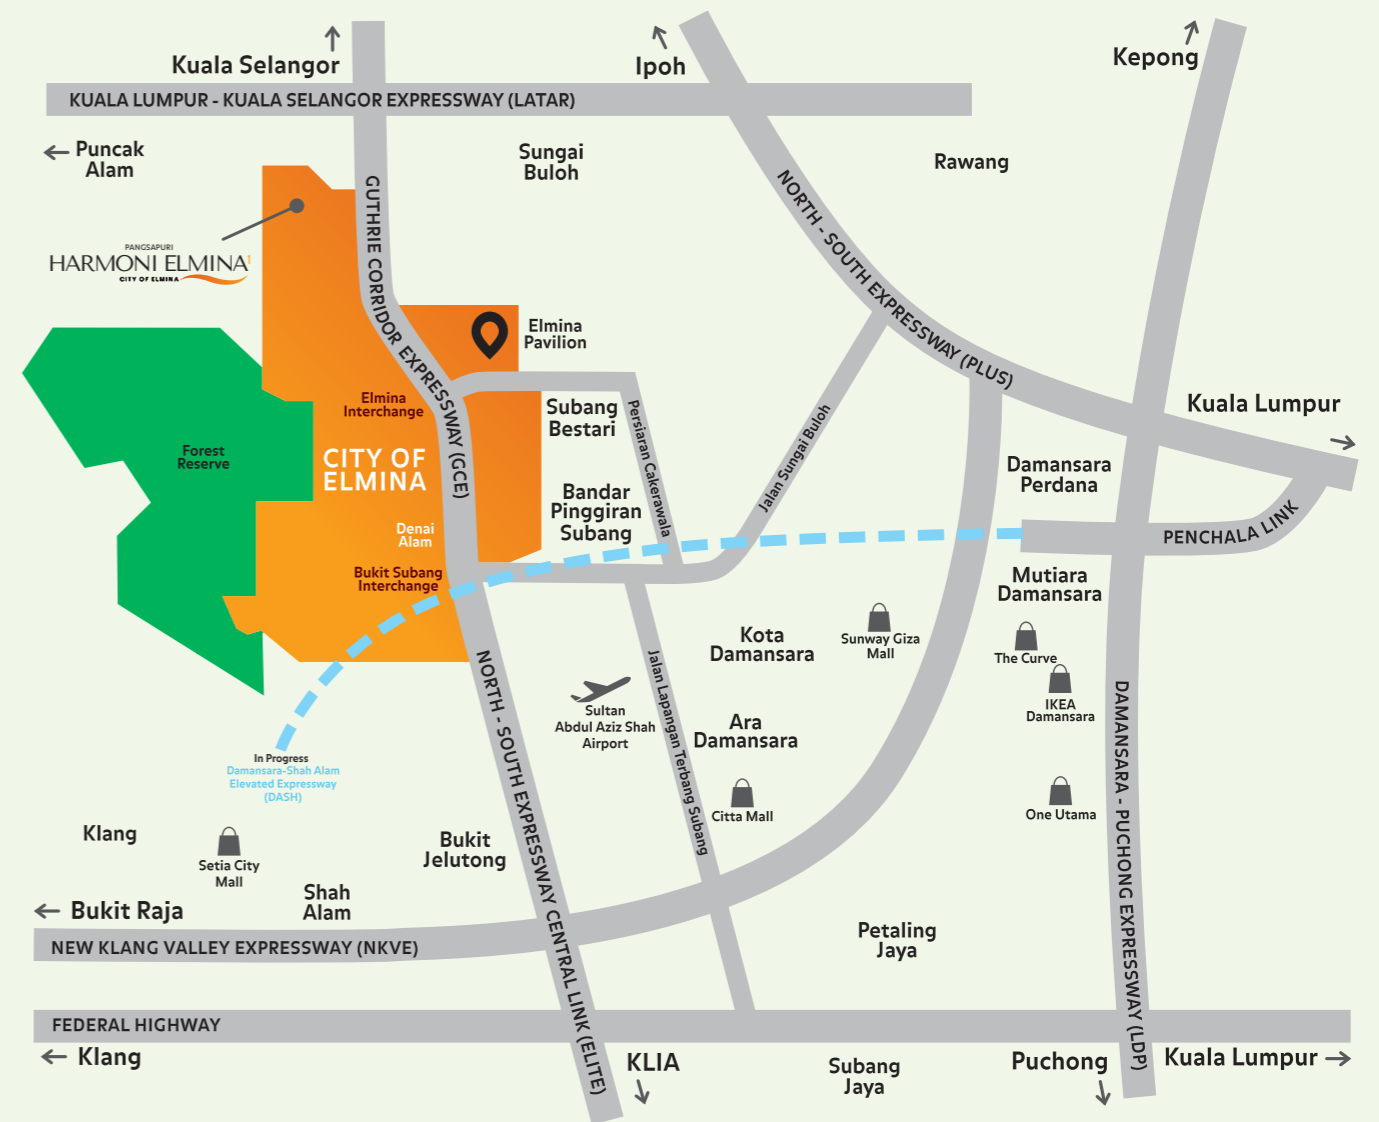 Kuala Selangor
Ipoh
Kepong
KUALA LUMPUR - KUALA SELANGOR EXPRESSWAY (LATAR)
Puncak
Alam
Sungai
Buloh
Rawang
GUTHRIE CORRIDOR EXPRESSWAY (GCE)
NORTH - SOUTH EXPRESSWAY (PLUS)
PANGSAPURI
HARMONI ELMINA1
CITY OF ELMINA
Elmina
Pavilion
Elmina
Interchange
Subang
Bestari
Persiaran Cakerawala
Jalan Sungai Buloh
Kuala Lumpur
Forest
Reserve
CITY OF
ELMINA
Damansara
Perdana
Bandar
Pinggiran
Subang
Denai
Alam
PENCHALA LINK
Bukit Subang
Interchange
Mutiara
Damansara
Kota
Damansara
Sunway Giza
Mall
The Curve
NORTH - SOUTH EXPRESSWAY CENTRAL LINK (ELITE)
Jalan Lapangan Terbang Subang
DAMANSARA - PUCHONG EXPRESSWAY (LDP)
Sultan
Abdul Aziz Shah
Airport
IKEA
Damansara
Ara
Damansara
In Progress
Damansara-Shah Alam
Elevated Expressway
(DASH)
Citta Mall
One Utama
Klang
Setia City
Mall
Bukit
Jelutong
Shah
Alam
Bukit Raja
Petaling
Jaya
NEW KLANG VALLEY EXPRESSWAY (NKVE)
FEDERAL HIGHWAY
Klang
KLIA
Subang
Jaya
Puchong
Kuala Lumpur